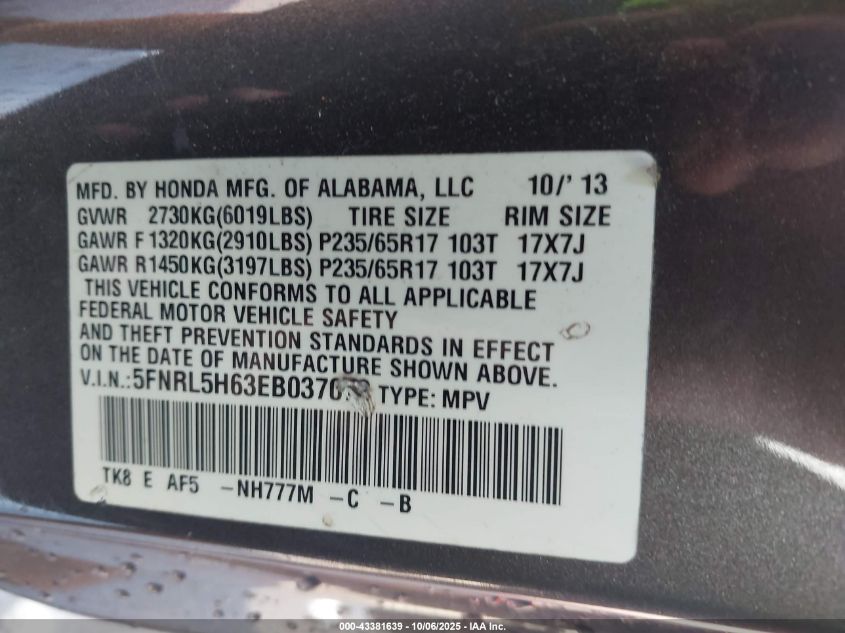 MFD. BY HONDA MFG. OF ALABAMA, LLC 10/' 13
GVWR 2730KG(6019LBS) TIRE SIZE RIM SIZE
GAWR F 1320KG(2910LBS) P235/65R17 103T 17X7J
GAWR R1450KG(3197LBS) P235/65R17 103T 17X7J
THIS VEHICLE CONFORMS TO ALL APPLICABLE
FEDERAL MOTOR VEHICLE SAFETY
AND THEFT PREVENTION STANDARDS IN EFFECT
ON THE DATE OF MANUFACTURE SHOWN ABOVE.
V.I.N.: TYPE: MPV
TK8 E AF5 -NH777M -C -B
000-43381639 - 10/06/2025 - IAA Inc.